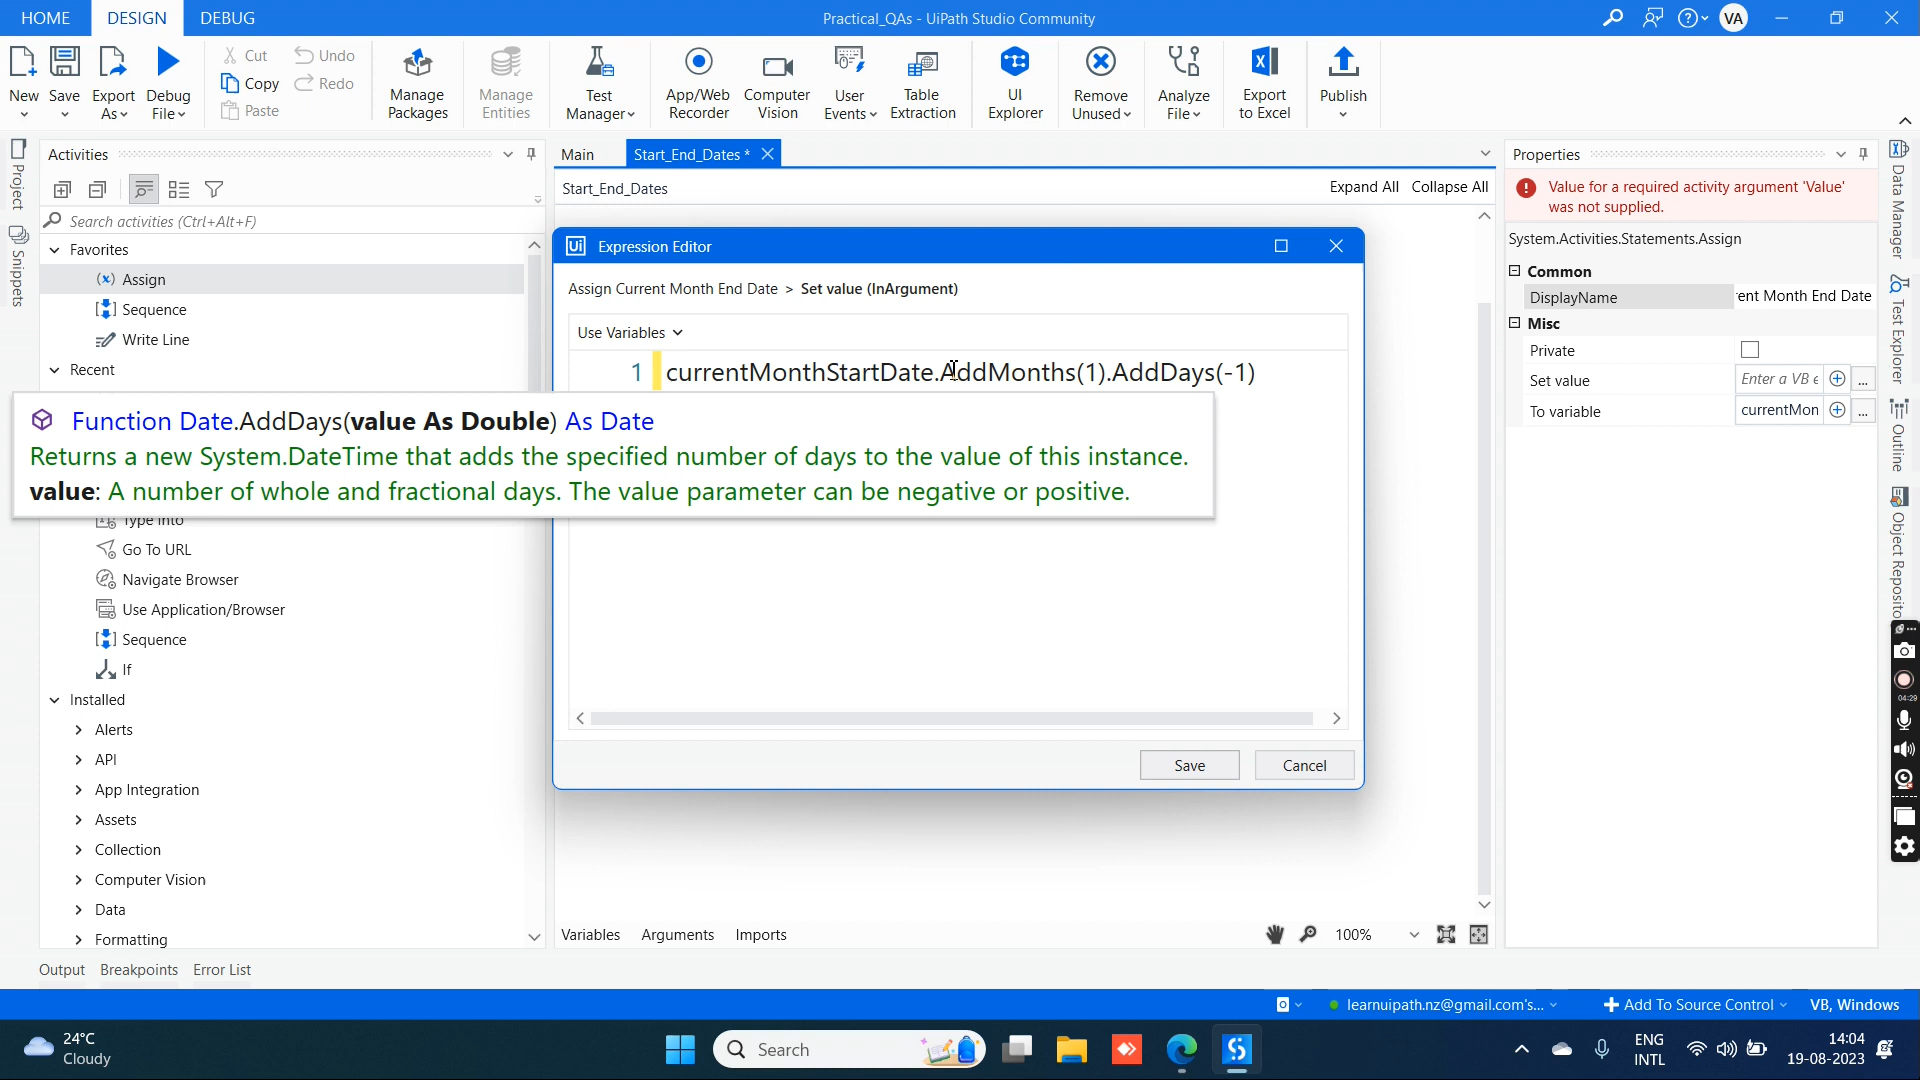 HOME
DESIGN
DEBUG
Practical_QAs - UiPath Studio Community
VA
New
Save
Export As
Debug File
Cut
Copy
Paste
Undo
Redo
Manage Packages
Manage Entities
Test Manager
App/Web Recorder
Computer Vision
User Events
Table Extraction
UI Explorer
Remove Unused
Analyze File
Export to Excel
Publish
Project
Snippets
Activities
Search activities (Ctrl+Alt+F)
Favorites
Assign
Sequence
Write Line
Recent
Type Into
Go To URL
Navigate Browser
Use Application/Browser
Sequence
If
Installed
Alerts
API
App Integration
Assets
Collection
Computer Vision
Data
Formatting
Main
Start_End_Dates *
Start_End_Dates
Expand All
Collapse All
Ui Expression Editor
Assign Current Month End Date > Set value (InArgument)
Use Variables
1 currentMonthStartDate.AddMonths(1).AddDays(-1)
Function Date.AddDays(value As Double) As Date
Returns a new System.DateTime that adds the specified number of days to the value of this instance.
value: A number of whole and fractional days. The value parameter can be negative or positive.
Save
Cancel
Variables
Arguments
Imports
100%
Properties
Value for a required activity argument 'Value'
was not supplied.
System.Activities.Statements.Assign
Common
DisplayName
rent Month End Date
Misc
Private
Set value
Enter a VB e
...
To variable
currentMon
...
Data Manager
Test Explorer
Outline
Object Reposito
04:29
Output
Breakpoints
Error List
learnuipath.nz@gmail.com's...
Add To Source Control
VB, Windows
24°C
Cloudy
Search
ENG
INTL
14:04
19-08-2023